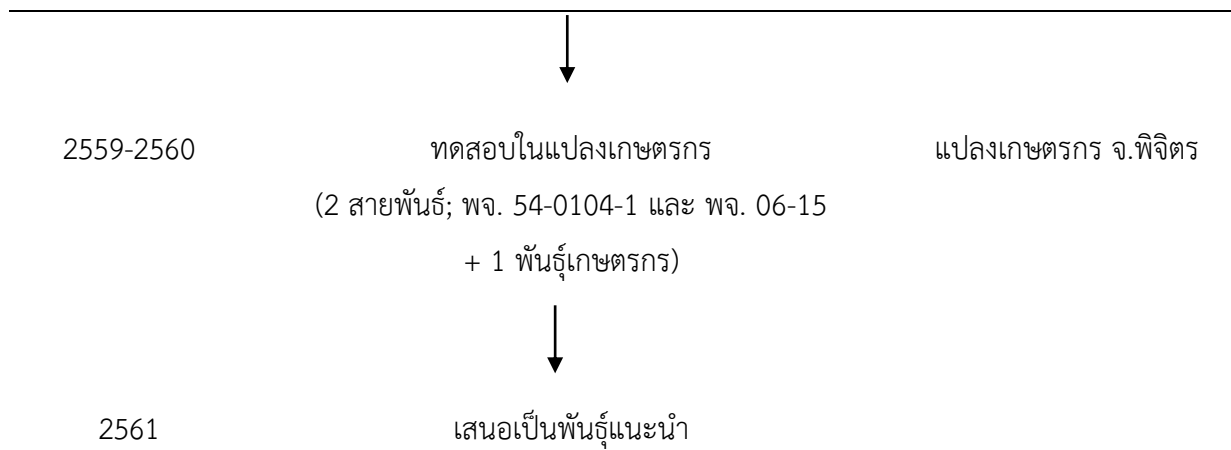 2559-2560 ทดสอบในแปลงเกษตรกร แปลงเกษตรกร จ.พิจิตร
(2 สายพันธ์; พจ. 54-0104-1 และ พจ. 06-15
+ 1 พันธุ์เกษตรกร)
2561 เสนอเป็นพันธุ์แนะนำ